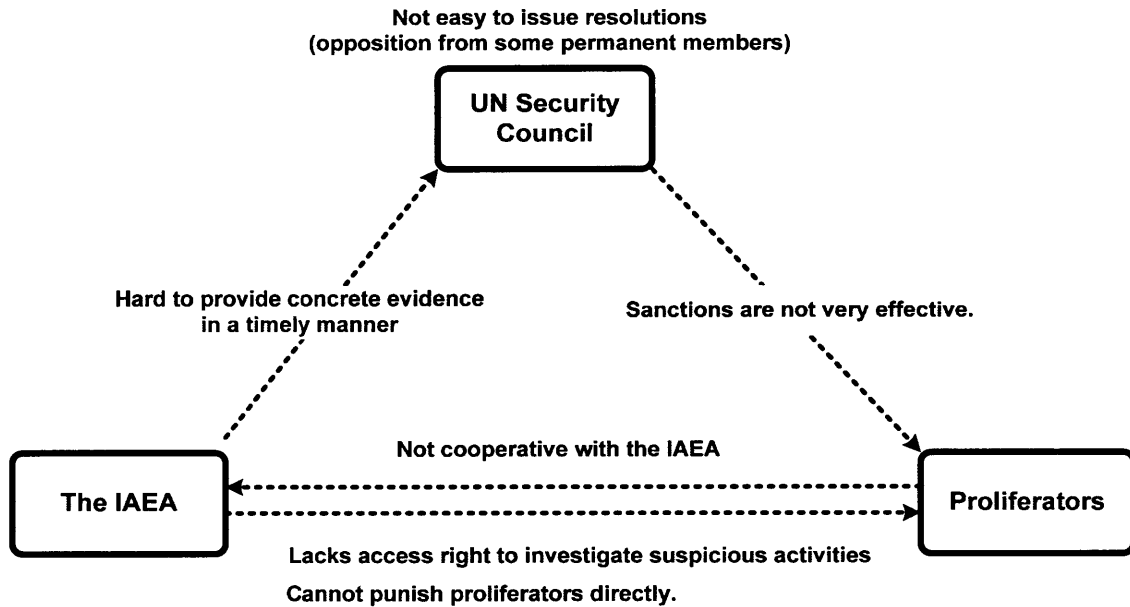 Not easy to issue resolutions
(opposition from some permanent members)
UN Security
Council
Hard to provide concrete evidence
in a timely manner
Sanctions are not very effective.
Not cooperative with the IAEA
The IAEA
Proliferators
Lacks access right to investigate suspicious activities
Cannot punish proliferators directly.